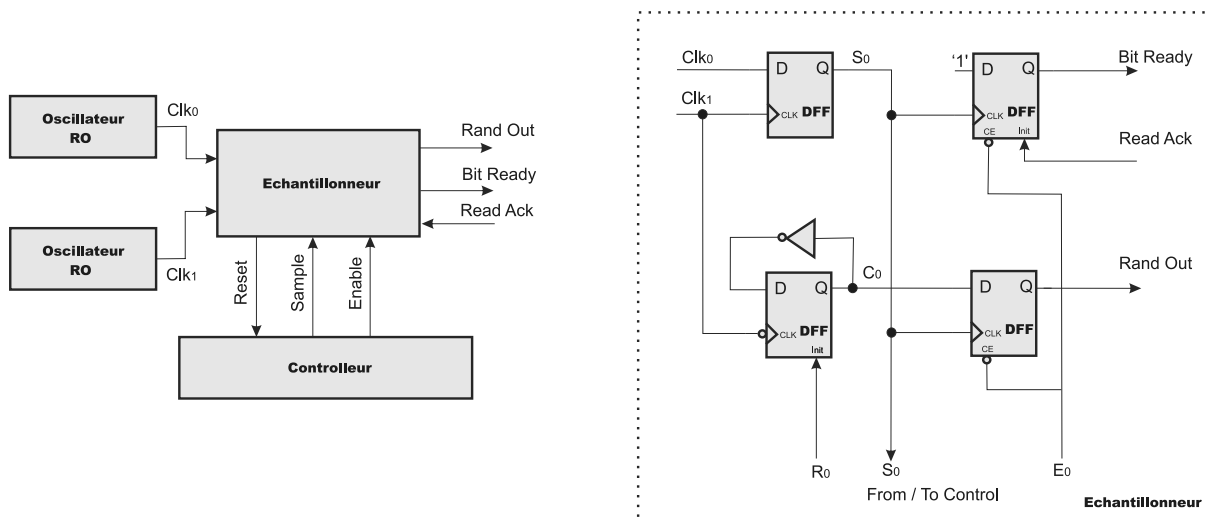 Oscillateur
RO
Clk0
Oscillateur
RO
Clk1
Echantillonneur
Rand Out
Bit Ready
Read Ack
Reset
Sample
Enable
Controlleur
Clk0
Clk1
D
Q
CLK
DFF
S0
'1'
D
Q
CLK
DFF
CE
Init
Bit Ready
Read Ack
D
Q
CLK
DFF
Init
C0
D
Q
CLK
DFF
CE
Rand Out
R0
S0
E0
From / To Control
Echantillonneur